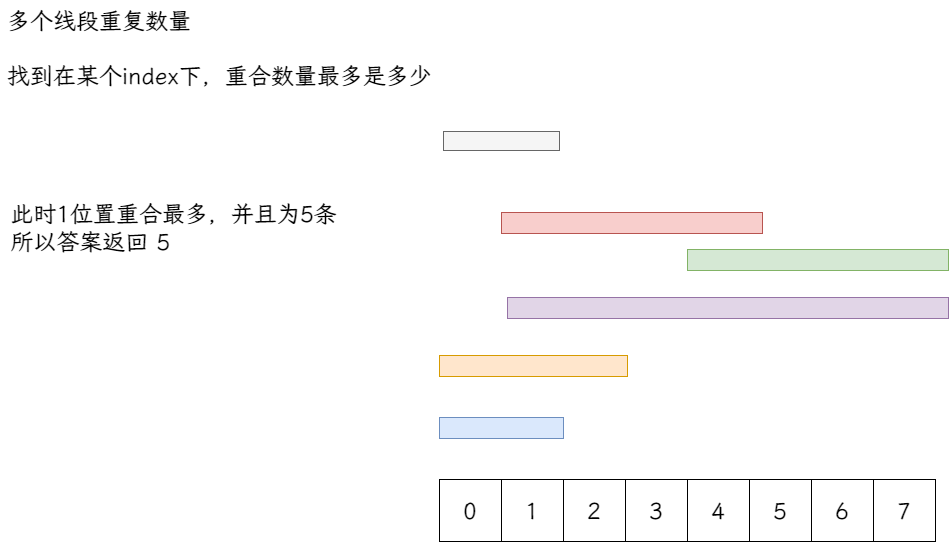 多个线段重复数量
找到在某个index下，重合数量最多是多少
此时1位置重合最多，并且为5条
所以答案返回 5
0 1 2 3 4 5 6 7